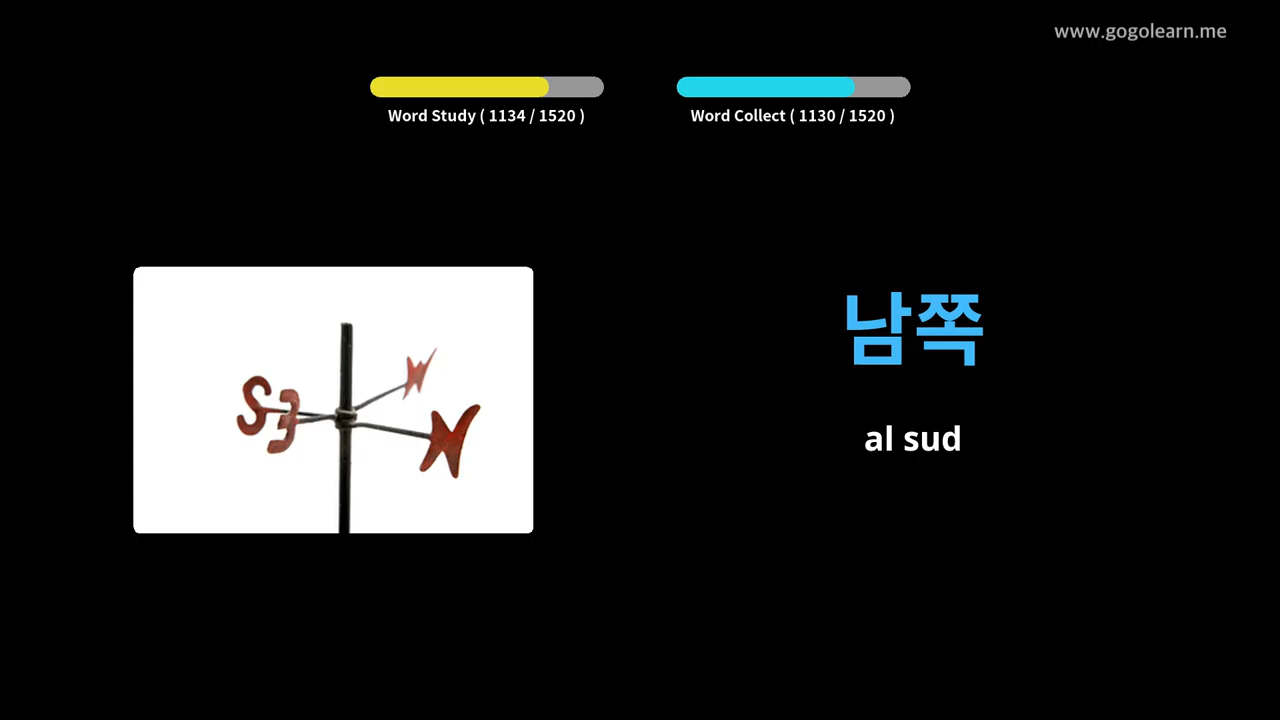 www.gogolearn.me
Word Study ( 1134 / 1520 )
Word Collect ( 1130 / 1520 )
남쪽
al sud
S
E
N